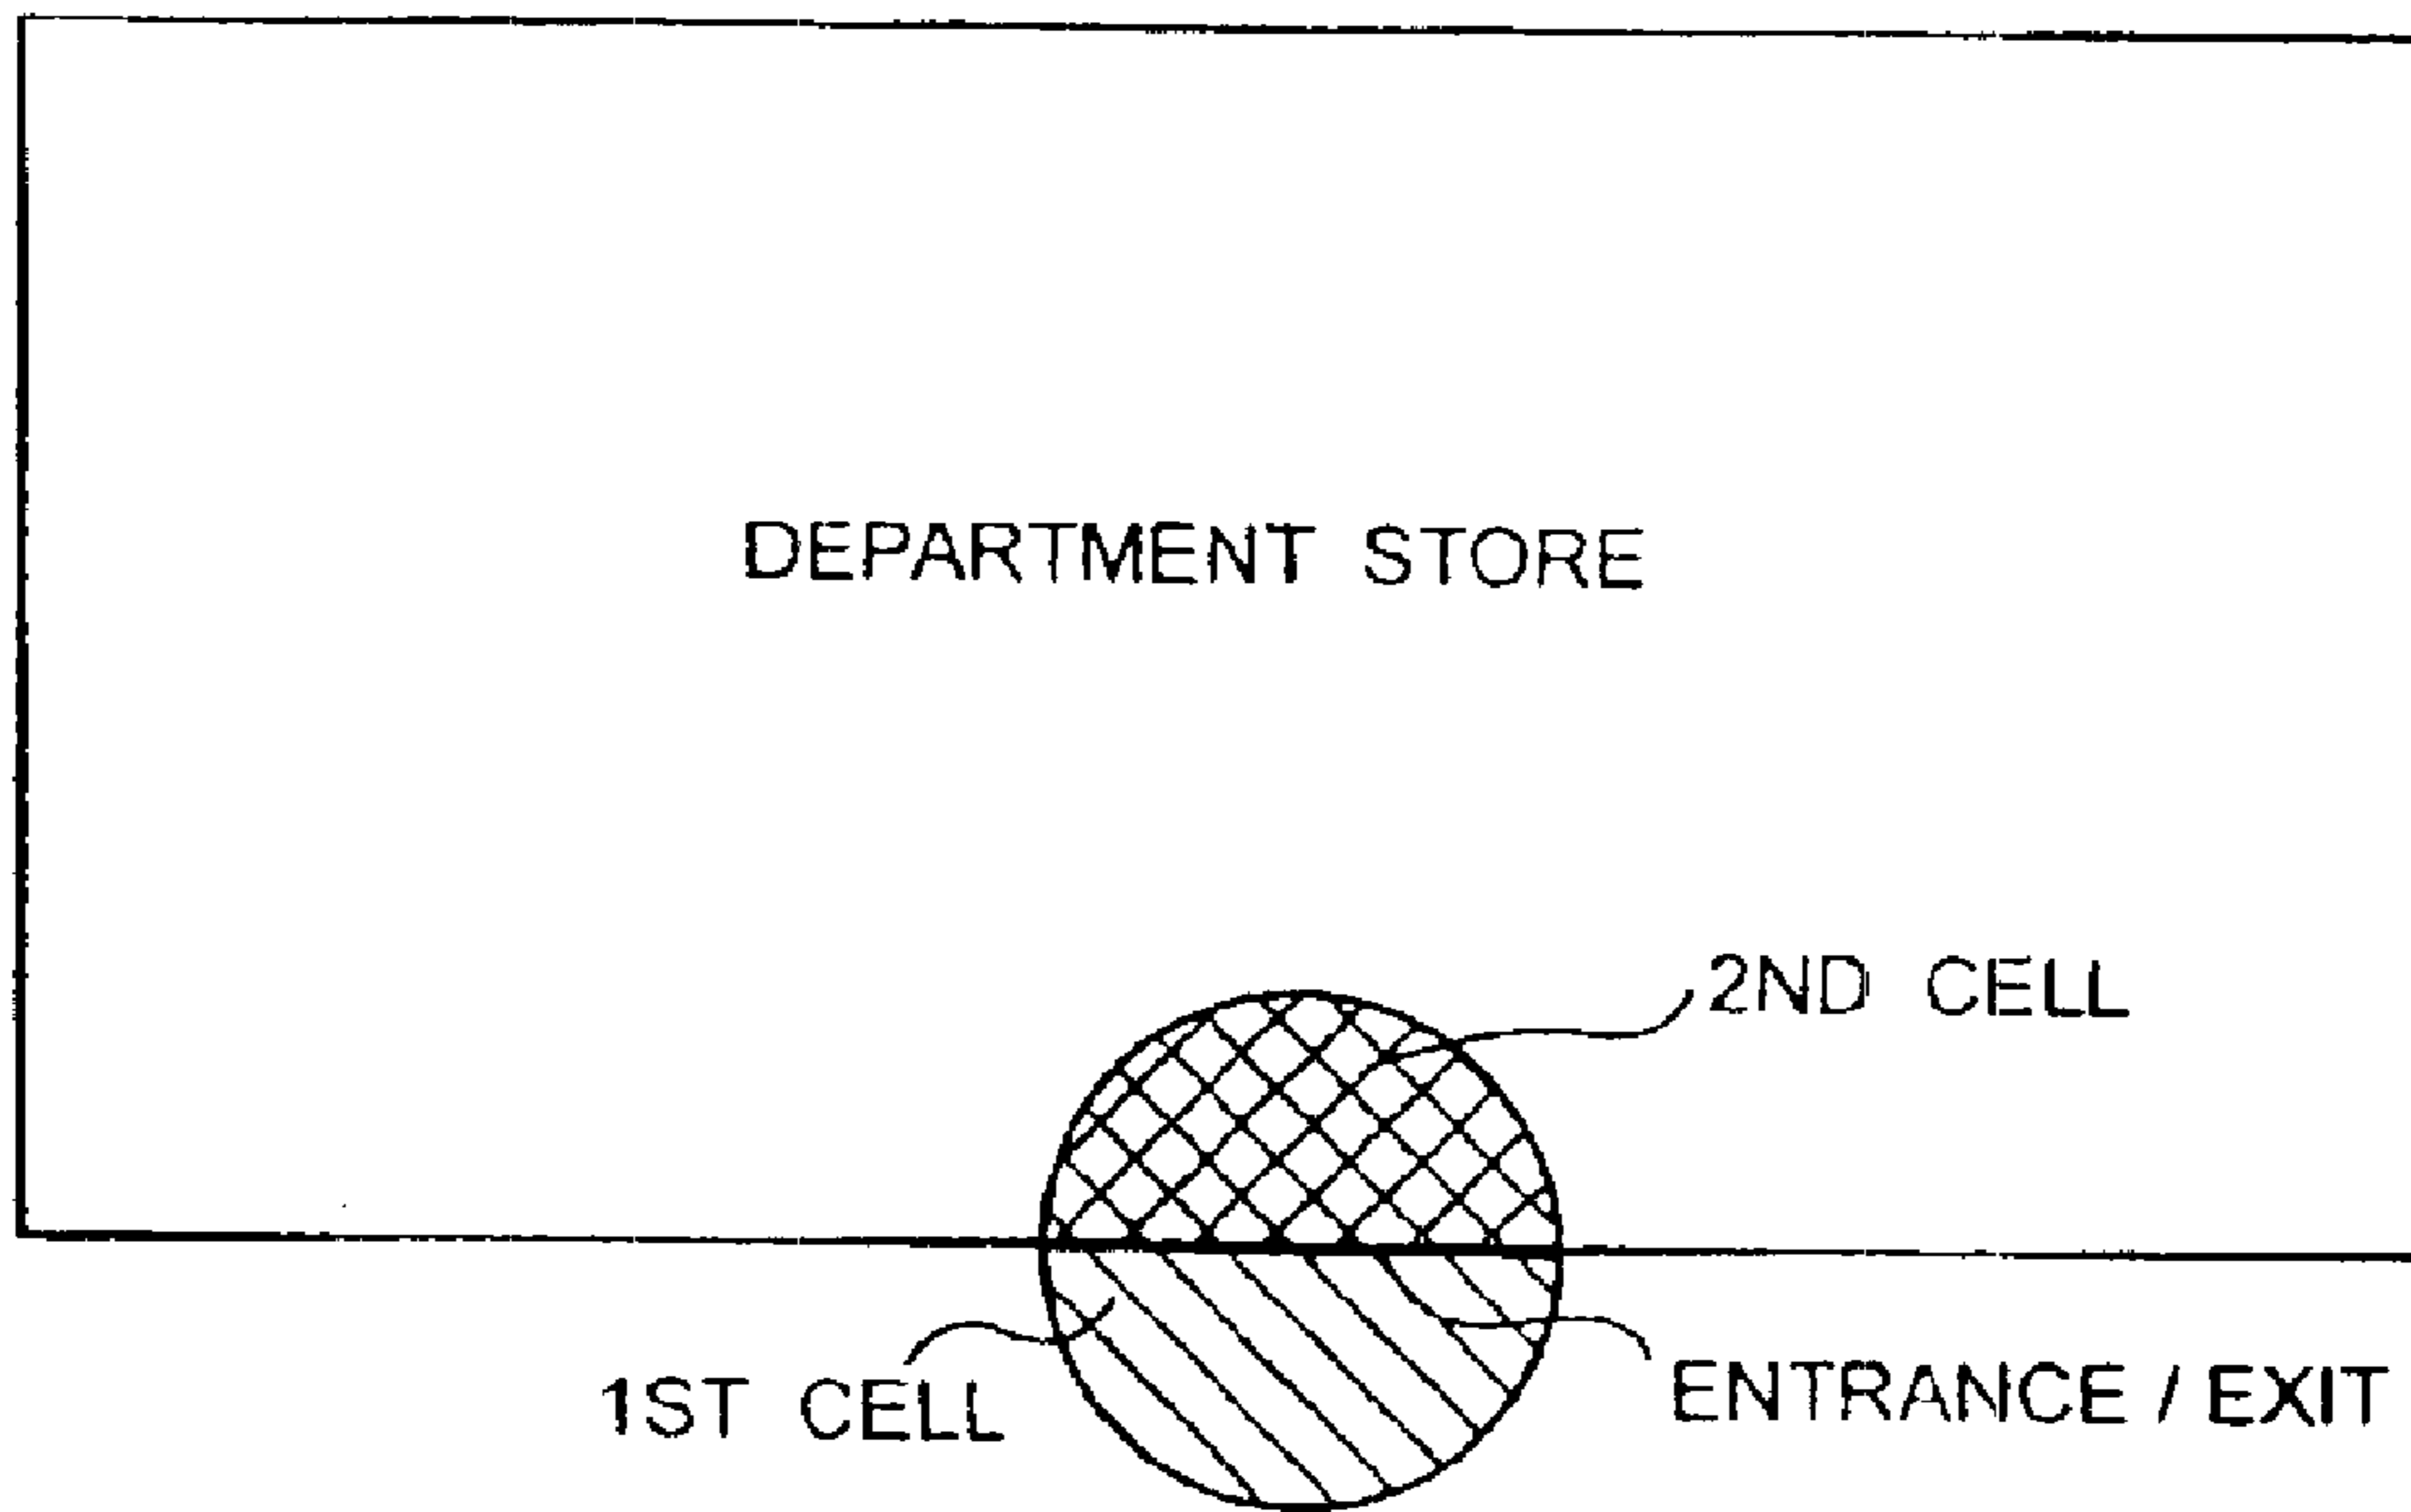 DEPARTMENT STORE
2ND CELL
1ST CELL
ENTRANCE / EXIT